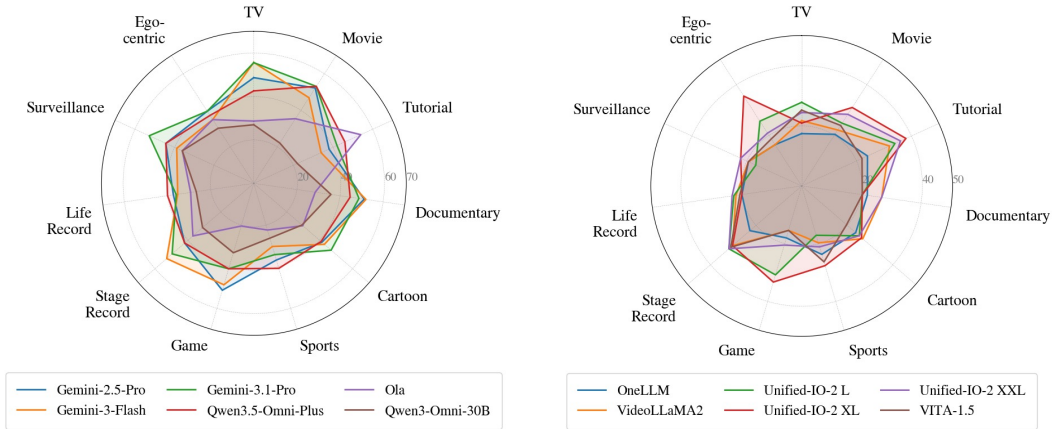 TV
Movie
Tutorial
Documentary
Cartoon
Sports
Game
Stage
Record
Life
Record
Surveillance
Ego-
centric
20
40
60
70
Gemini-2.5-Pro
Gemini-3-Flash
Gemini-3.1-Pro
Qwen3.5-Omni-Plus
Ola
Qwen3-Omni-30B
TV
Movie
Tutorial
Documentary
Cartoon
Sports
Game
Stage
Record
Life
Record
Surveillance
Ego-
centric
20
40
50
OneLLM
VideoLLaMA2
Unified-IO-2 L
Unified-IO-2 XL
Unified-IO-2 XXL
VITA-1.5